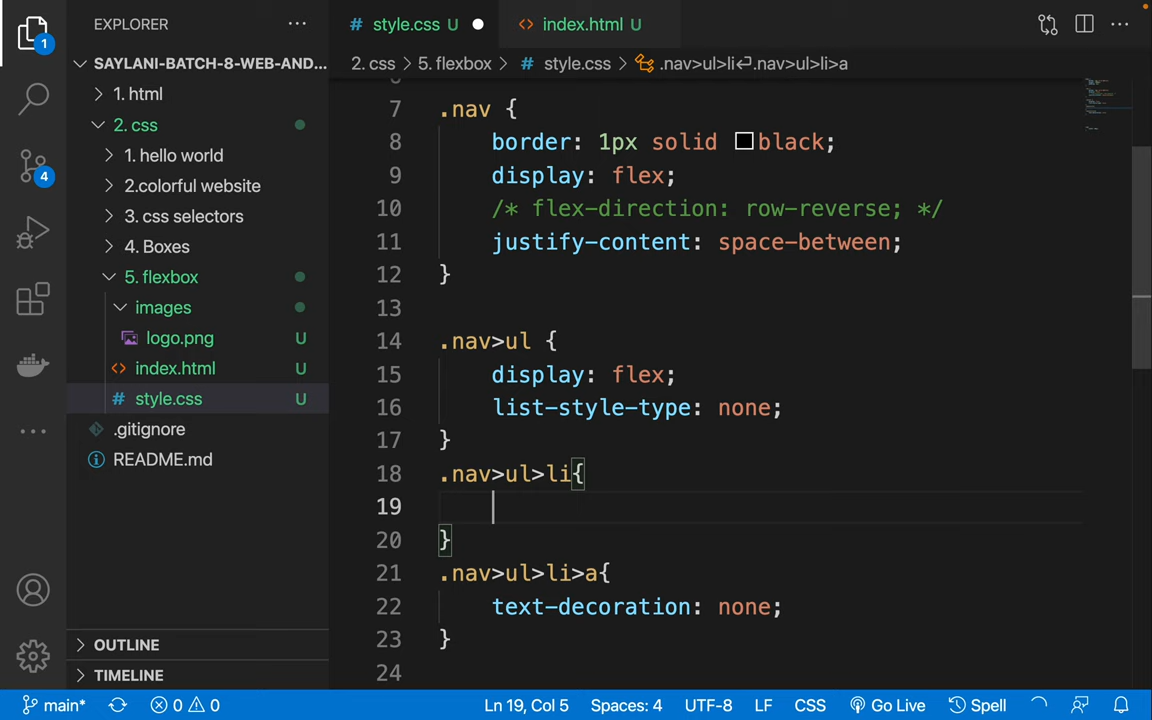 EXPLORER
1
SAYLANI-BATCH-8-WEB-AND...
1. html
2. css
1. hello world
4
2.colorful website
3. css selectors
4. Boxes
5. flexbox
images
logo.png U
index.html U
style.css U
.gitignore
README.md
OUTLINE
TIMELINE
# style.css U
<> index.html U
2. css > 5. flexbox > # style.css > .nav>ul>li↵.nav>ul>li>a
7 .nav {
8 border: 1px solid black;
9 display: flex;
10 /* flex-direction: row-reverse; */
11 justify-content: space-between;
12 }
13
14 .nav>ul {
15 display: flex;
16 list-style-type: none;
17 }
18 .nav>ul>li{
19
20 }
21 .nav>ul>li>a{
22 text-decoration: none;
23 }
24
main* 0 0 Ln 19, Col 5 Spaces: 4 UTF-8 LF CSS Go Live Spell